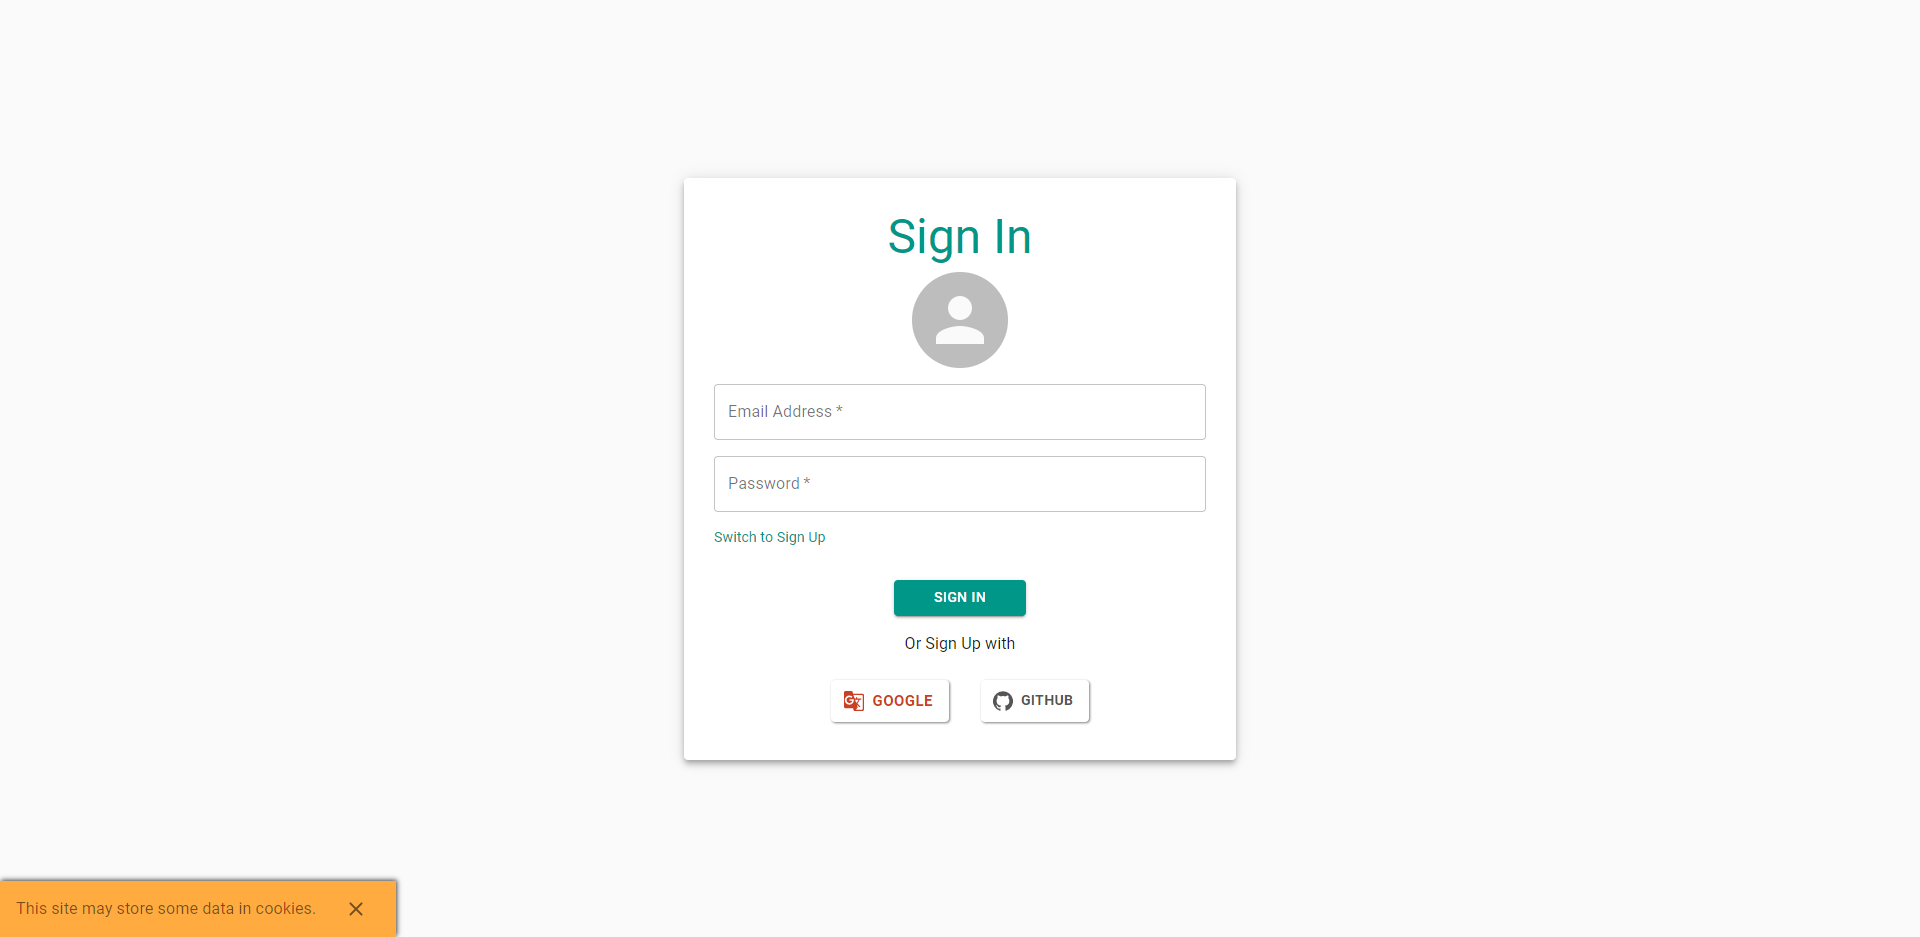 Sign In
Email Address *
Password *
Switch to Sign Up
SIGN IN
Or Sign Up with
GOOGLE
GITHUB
This site may store some data in cookies.